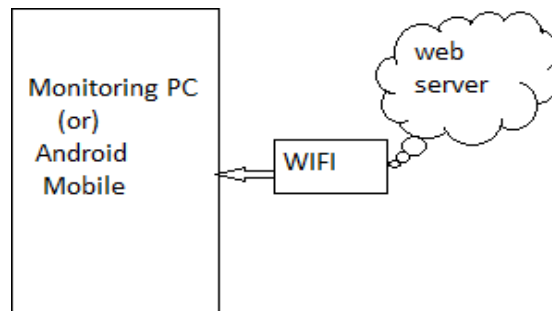 Monitoring PC
(or)
Android
Mobile
WIFI
web
server